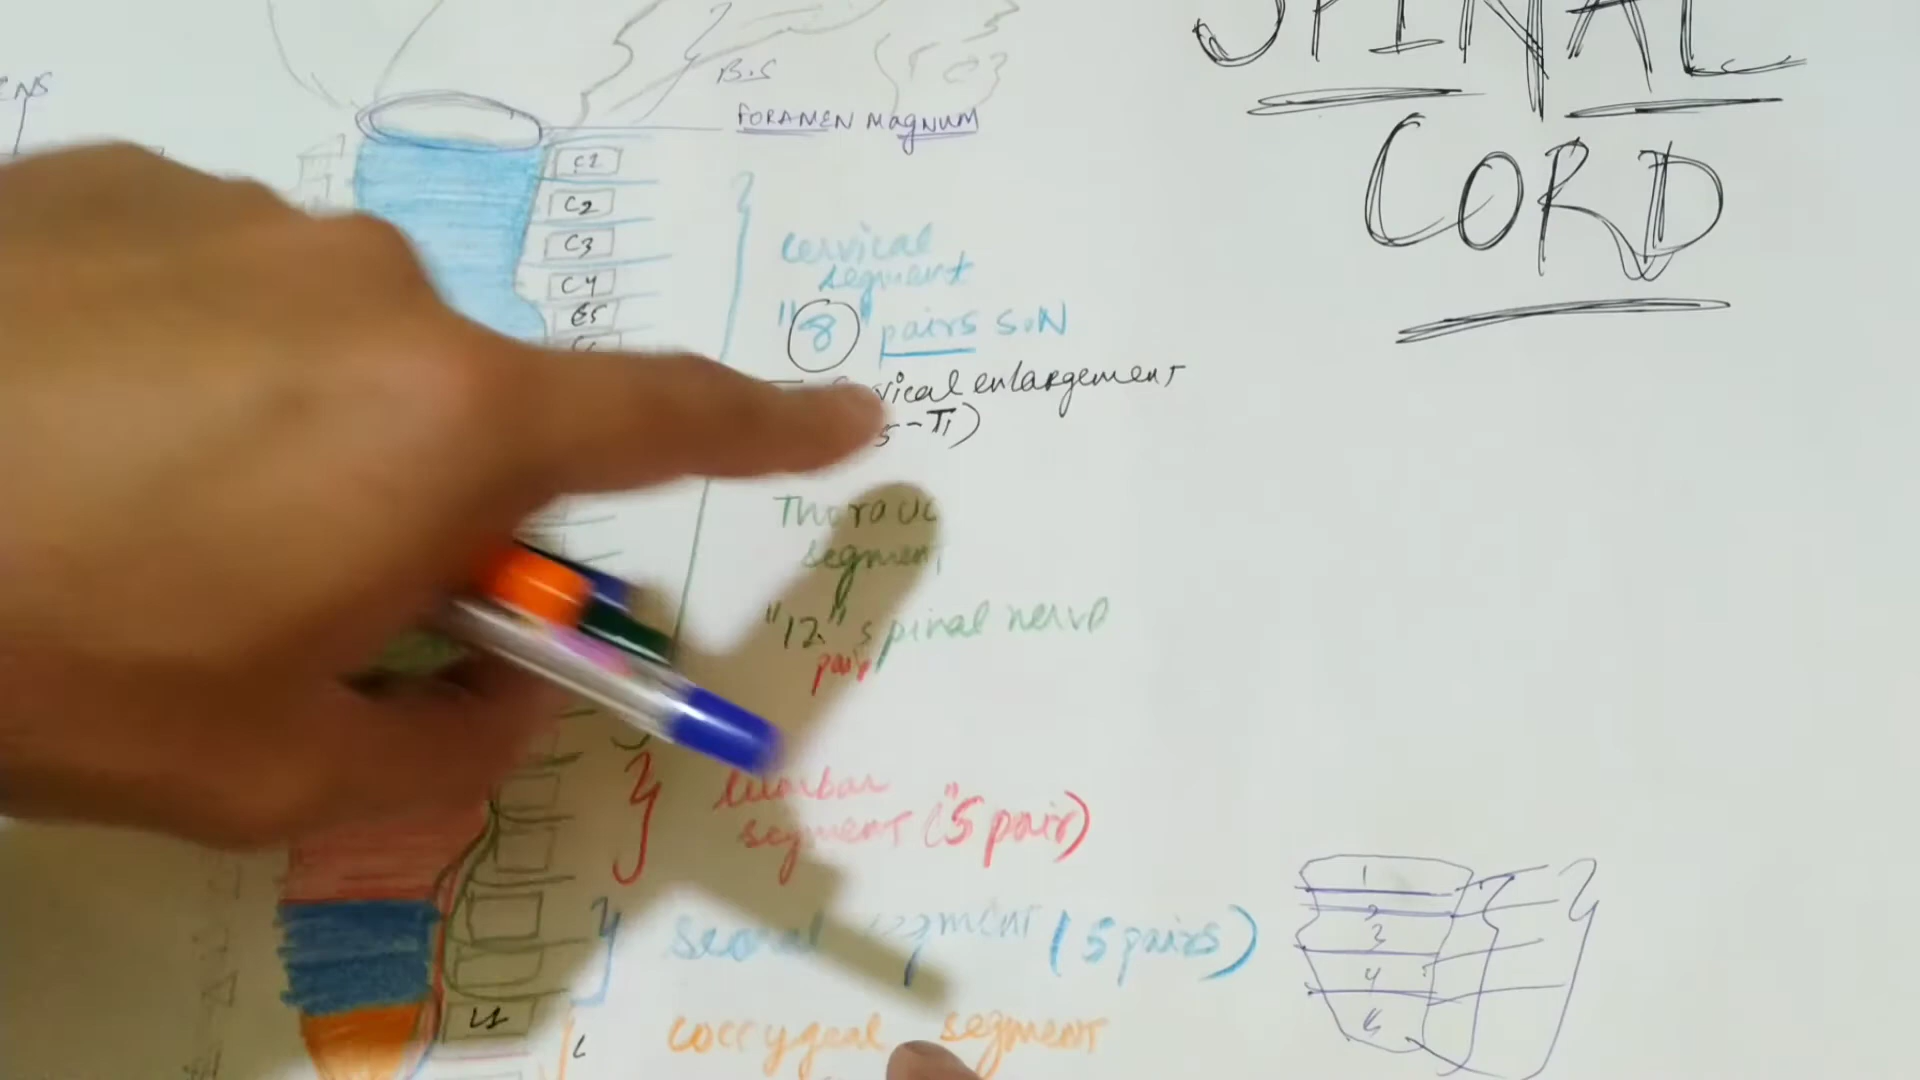 SPINAL
CORD
B.S
FORAMEN MAGNUM
C1
C2
C3
C4
C5
cervical
segment
"8" pairs S.N
enlargement
5-T1)
Thoracic
segment
"12" spinal nerve
pair
lumbar
segment ("5 pair)
segment (5 pairs)
L1
coccygeal segment
1
2
3
4
5